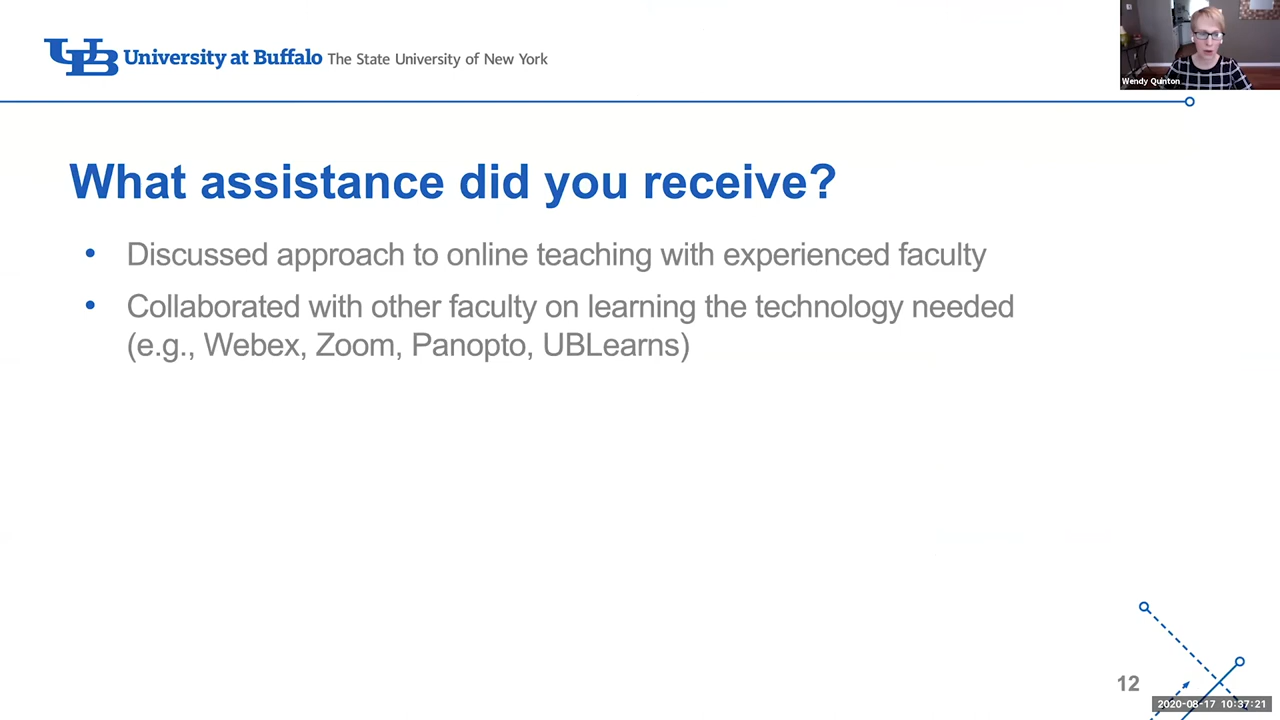 UB University at Buffalo The State University of New York
Wendy Quinton
What assistance did you receive?
• Discussed approach to online teaching with experienced faculty
• Collaborated with other faculty on learning the technology needed
(e.g., Webex, Zoom, Panopto, UBLearns)
12
2020-08-17 10:37:21